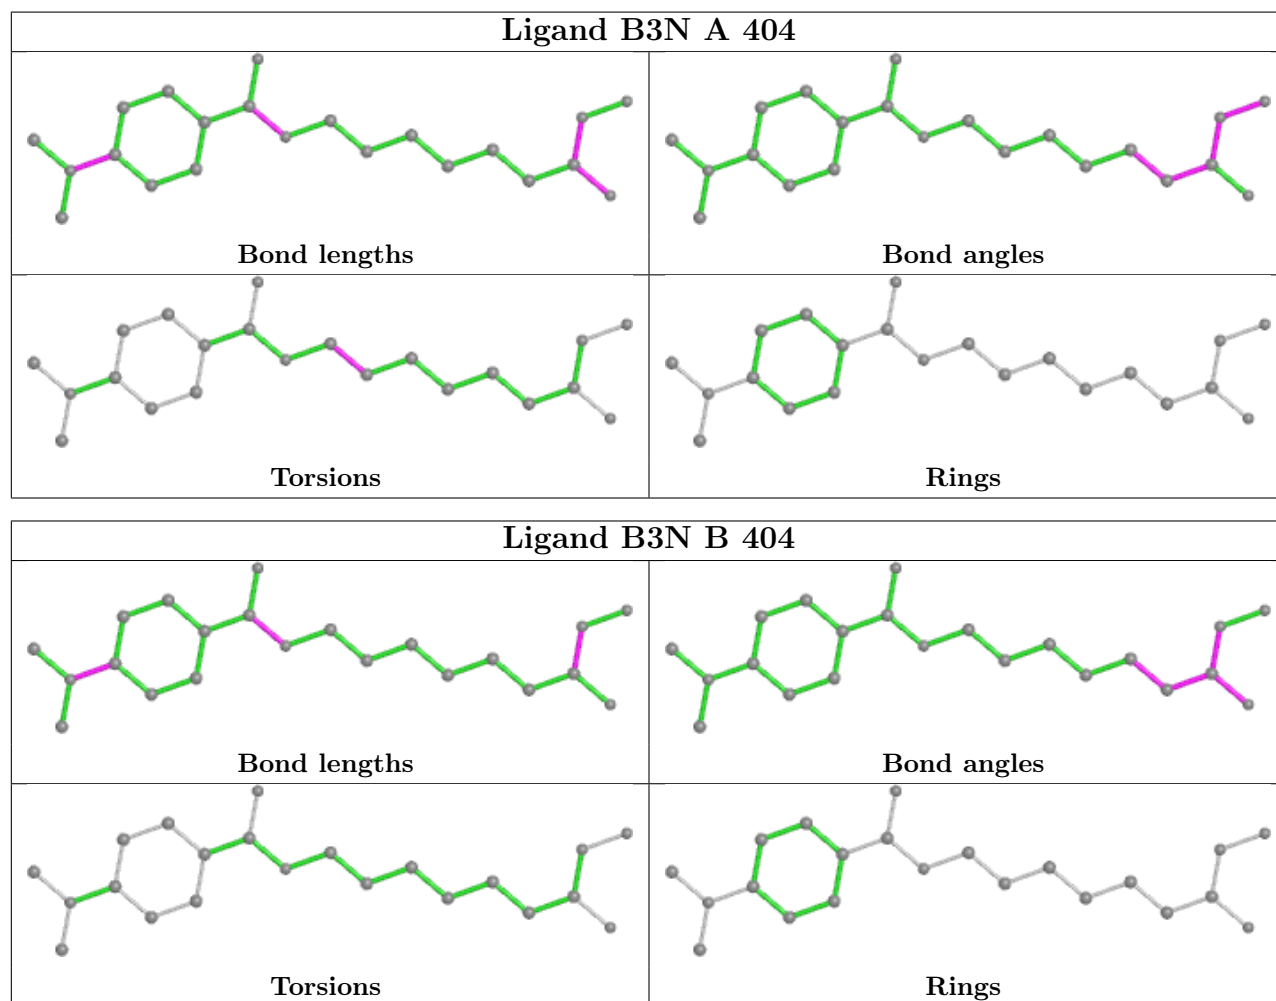 Ligand B3N A 404
Bond lengths
Bond angles
Torsions
Rings
Ligand B3N B 404
Bond lengths
Bond angles
Torsions
Rings